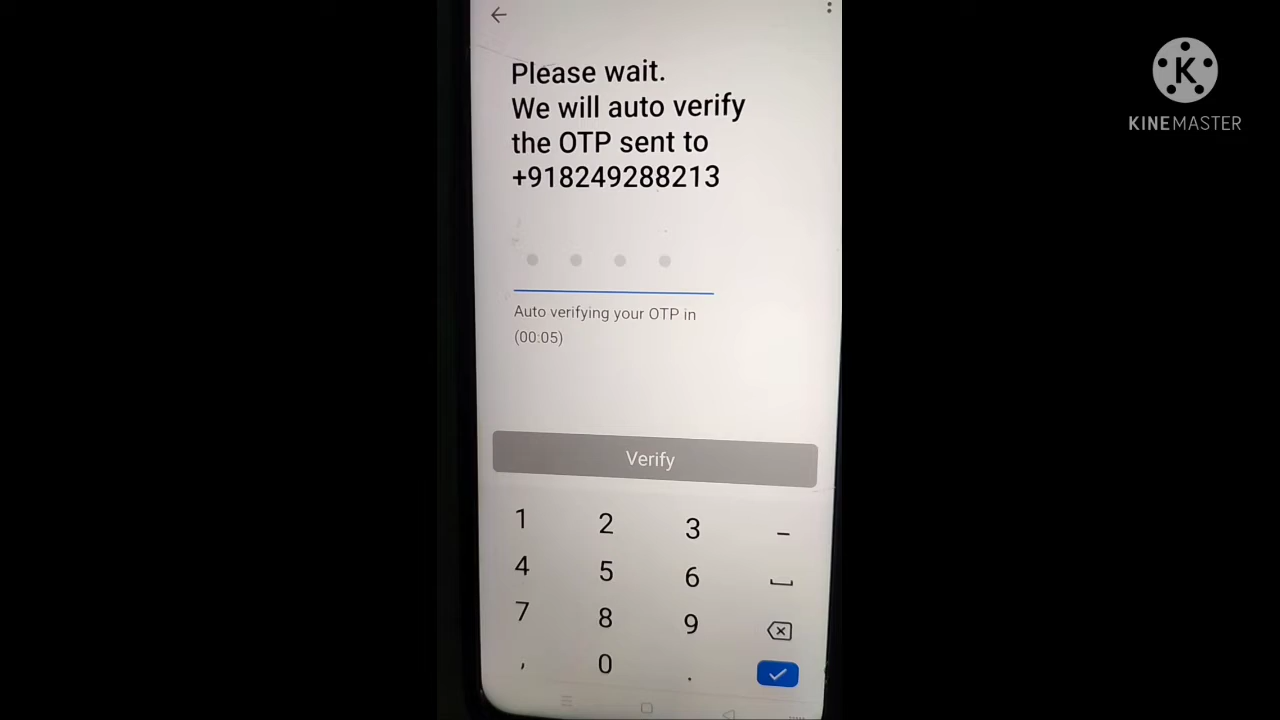 Please wait.
We will auto verify
the OTP sent to
+918249288213
Auto verifying your OTP in
(00:05)
Verify
1 2 3 –
4 5 6
7 8 9
, 0 .
K
KINEMASTER